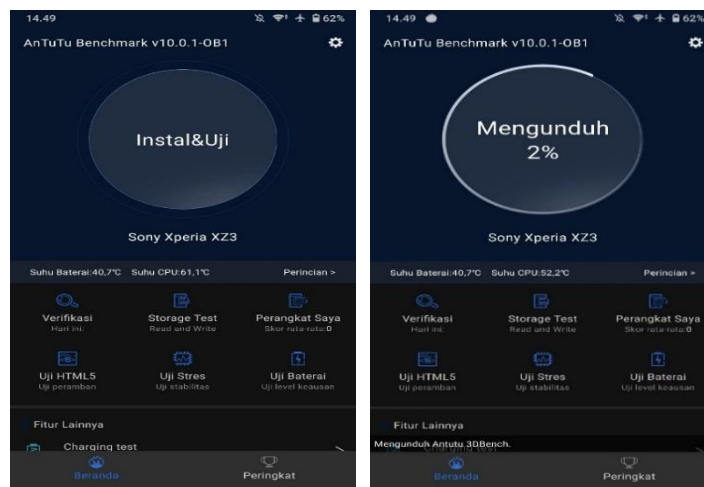 14.49
62%
AnTuTu Benchmark v10.0.1-OB1
Instal&Uji
Sony Xperia XZ3
Suhu Baterai:40,7°C Suhu CPU:61,1°C Perincian >
Verifikasi Storage Test Perangkat Saya
Hari ini: Read and Write Skor rata-rata:0
Uji HTML5 Uji Stres Uji Baterai
Uji peramban Uji stabilitas Uji level keausan
Fitur Lainnya
Charging test
Beranda Peringkat
14.49
62%
AnTuTu Benchmark v10.0.1-OB1
Mengunduh
2%
Sony Xperia XZ3
Suhu Baterai:40,7°C Suhu CPU:52,2°C Perincian >
Verifikasi Storage Test Perangkat Saya
Hari ini: Read and Write Skor rata-rata:0
Uji HTML5 Uji Stres Uji Baterai
Uji peramban Uji stabilitas Uji level keausan
Fitur Lainnya
Mengunduh Antutu 3DBench.
Charging test
Beranda Peringkat